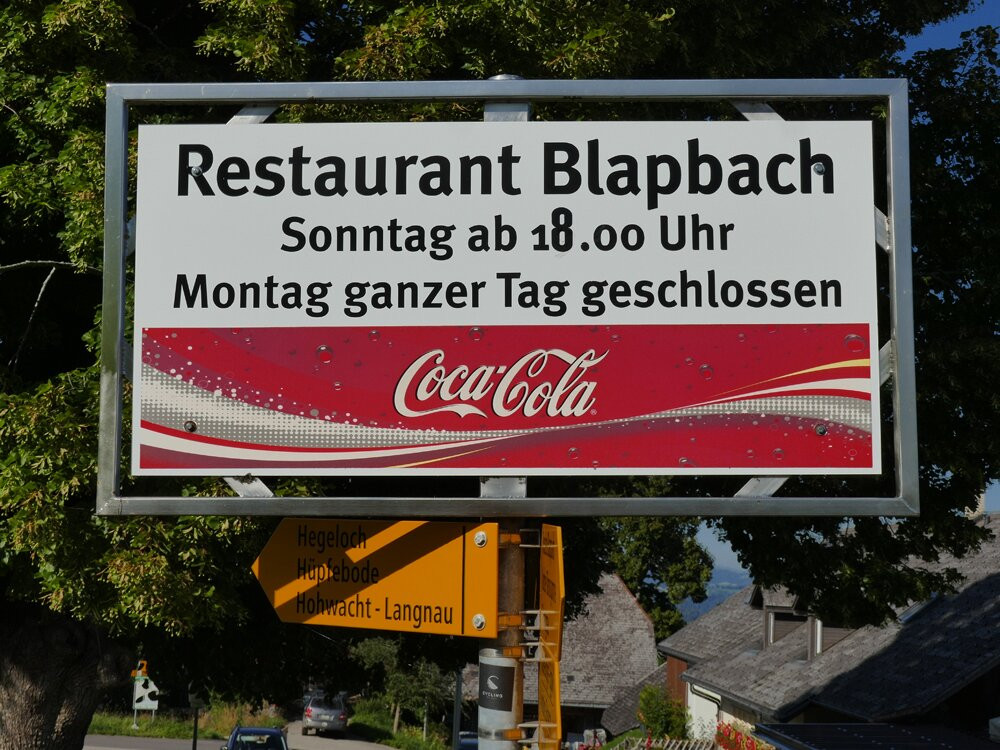 Restaurant Blapbach
Sonntag ab 18.00 Uhr
Montag ganzer Tag geschlossen
Coca-Cola
Hegeloch
Hüpfebode
Hohwacht - Langnau